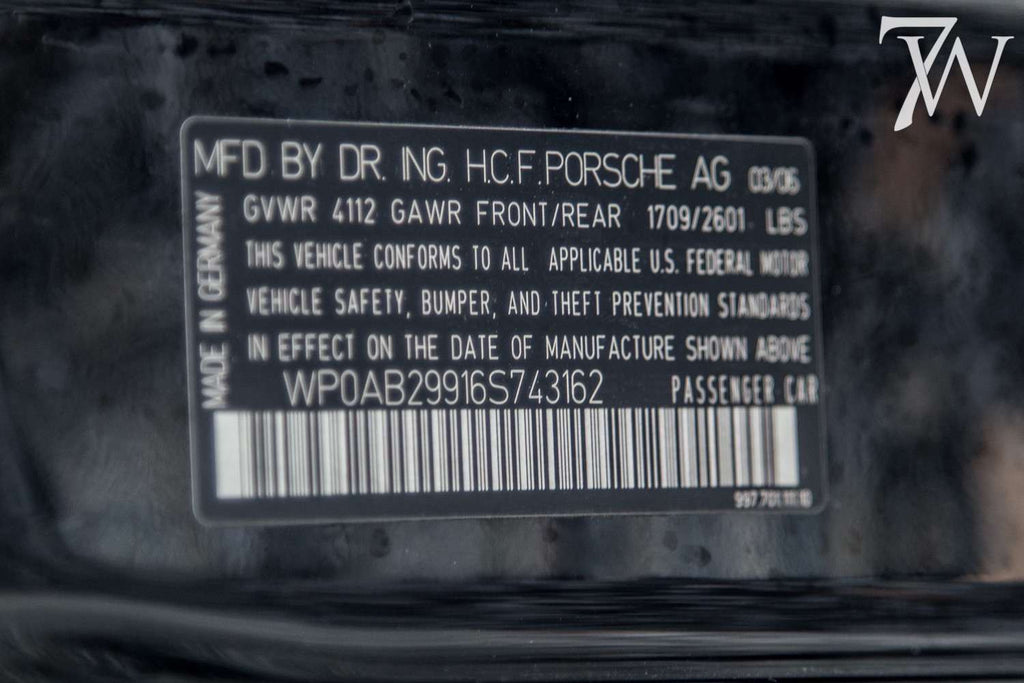 7W
MFD BY DR. ING. H.C.F. PORSCHE AG 03/06
GVWR 4112 GAWR FRONT/REAR 1709/2601 LBS
THIS VEHICLE CONFORMS TO ALL APPLICABLE U.S. FEDERAL MOTOR
VEHICLE SAFETY, BUMPER, AND THEFT PREVENTION STANDARDS
IN EFFECT ON THE DATE OF MANUFACTURE SHOWN ABOVE
WP0AB29916S743162 PASSENGER CAR
MADE IN GERMANY